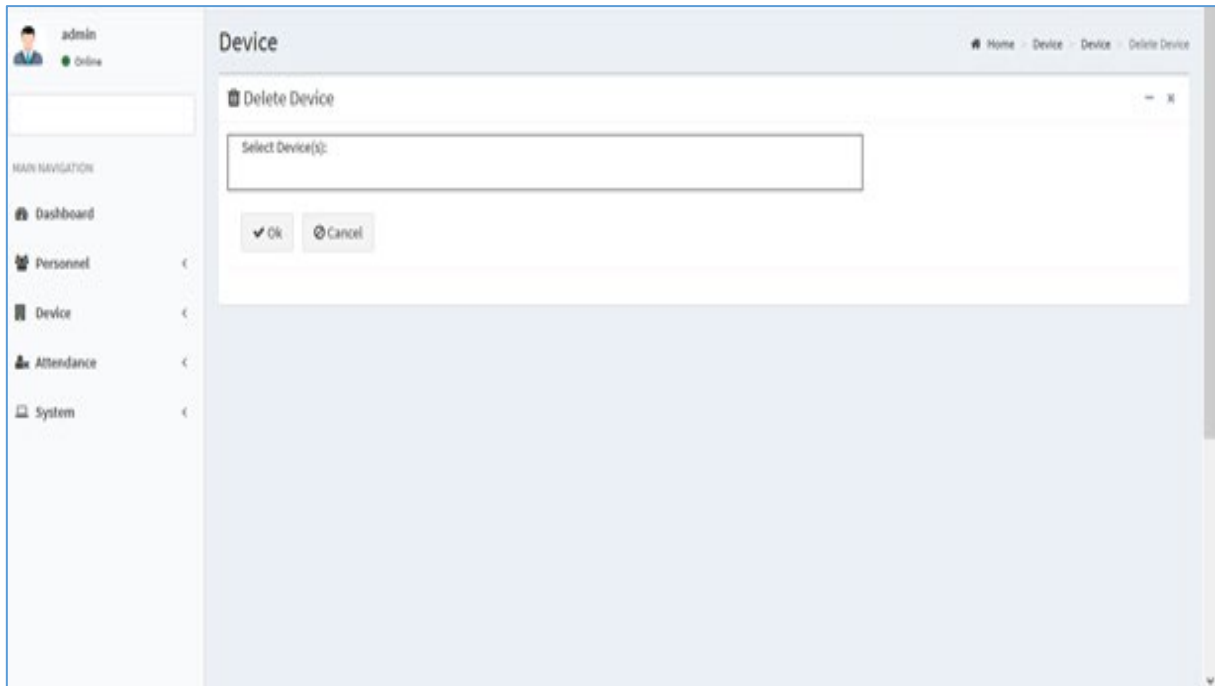 admin
Online
MAIN NAVIGATION
Dashboard
Personnel
Device
Attendance
System
Device
Home - Device - Device - Delete Device
Delete Device
Select Device(s):
Ok
Cancel